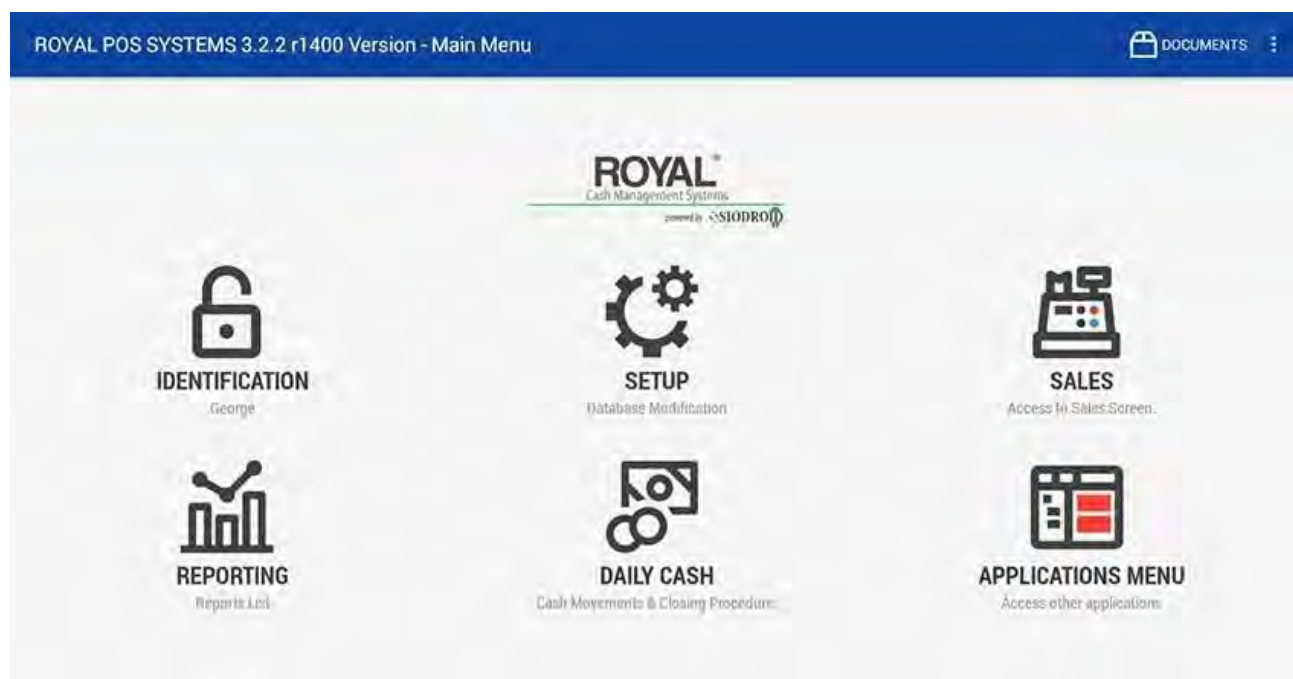 ROYAL POS SYSTEMS 3.2.2 r1400 Version - Main Menu
DOCUMENTS
ROYAL®
Cash Management Systems
powered by SIODROID
IDENTIFICATION
George
SETUP
Database Modification
SALES
Access to Sales Screen.
REPORTING
Reports List
DAILY CASH
Cash Movements & Closing Procedure.
APPLICATIONS MENU
Access other applications